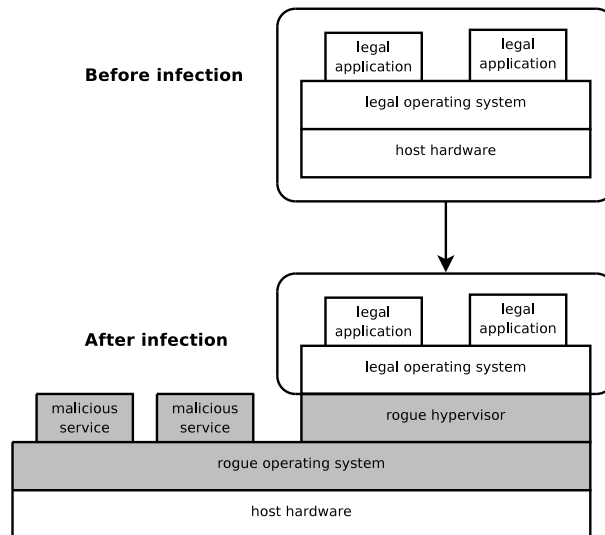 legal
application
legal
application
Before infection
legal operating system
host hardware
legal
application
legal
application
After infection
legal operating system
malicious
service
malicious
service
rogue hypervisor
rogue operating system
host hardware